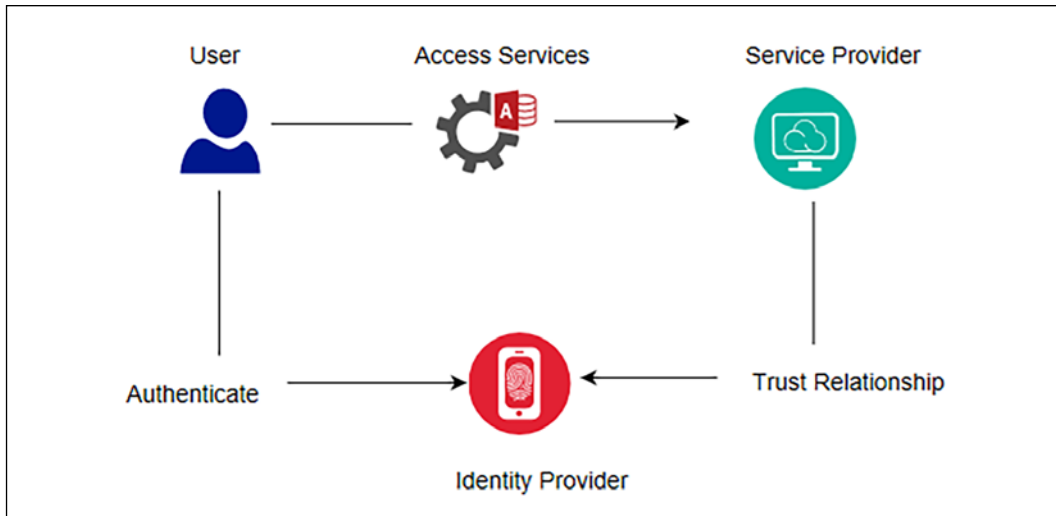 User
Access Services
Service Provider
A
Authenticate
Trust Relationship
Identity Provider